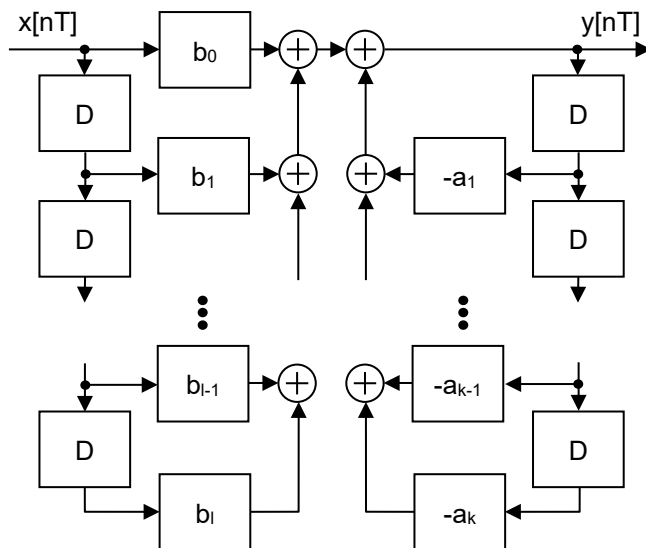 x[nT] y[nT]
b₀
D D
b₁ -a₁
D D
bₗ₋₁ -aₖ₋₁
D D
bₗ -aₖ